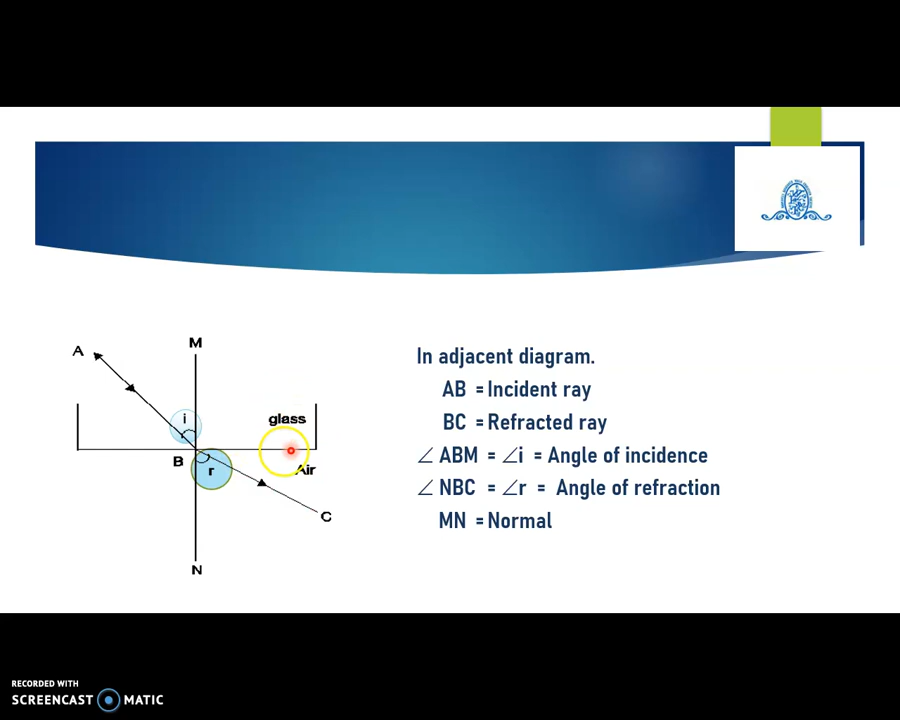 M
A
i
glass
B
r
Air
C
N
In adjacent diagram.
AB = Incident ray
BC = Refracted ray
∠ ABM = ∠i = Angle of incidence
∠ NBC = ∠r = Angle of refraction
MN = Normal
RECORDED WITH
SCREENCAST MATIC